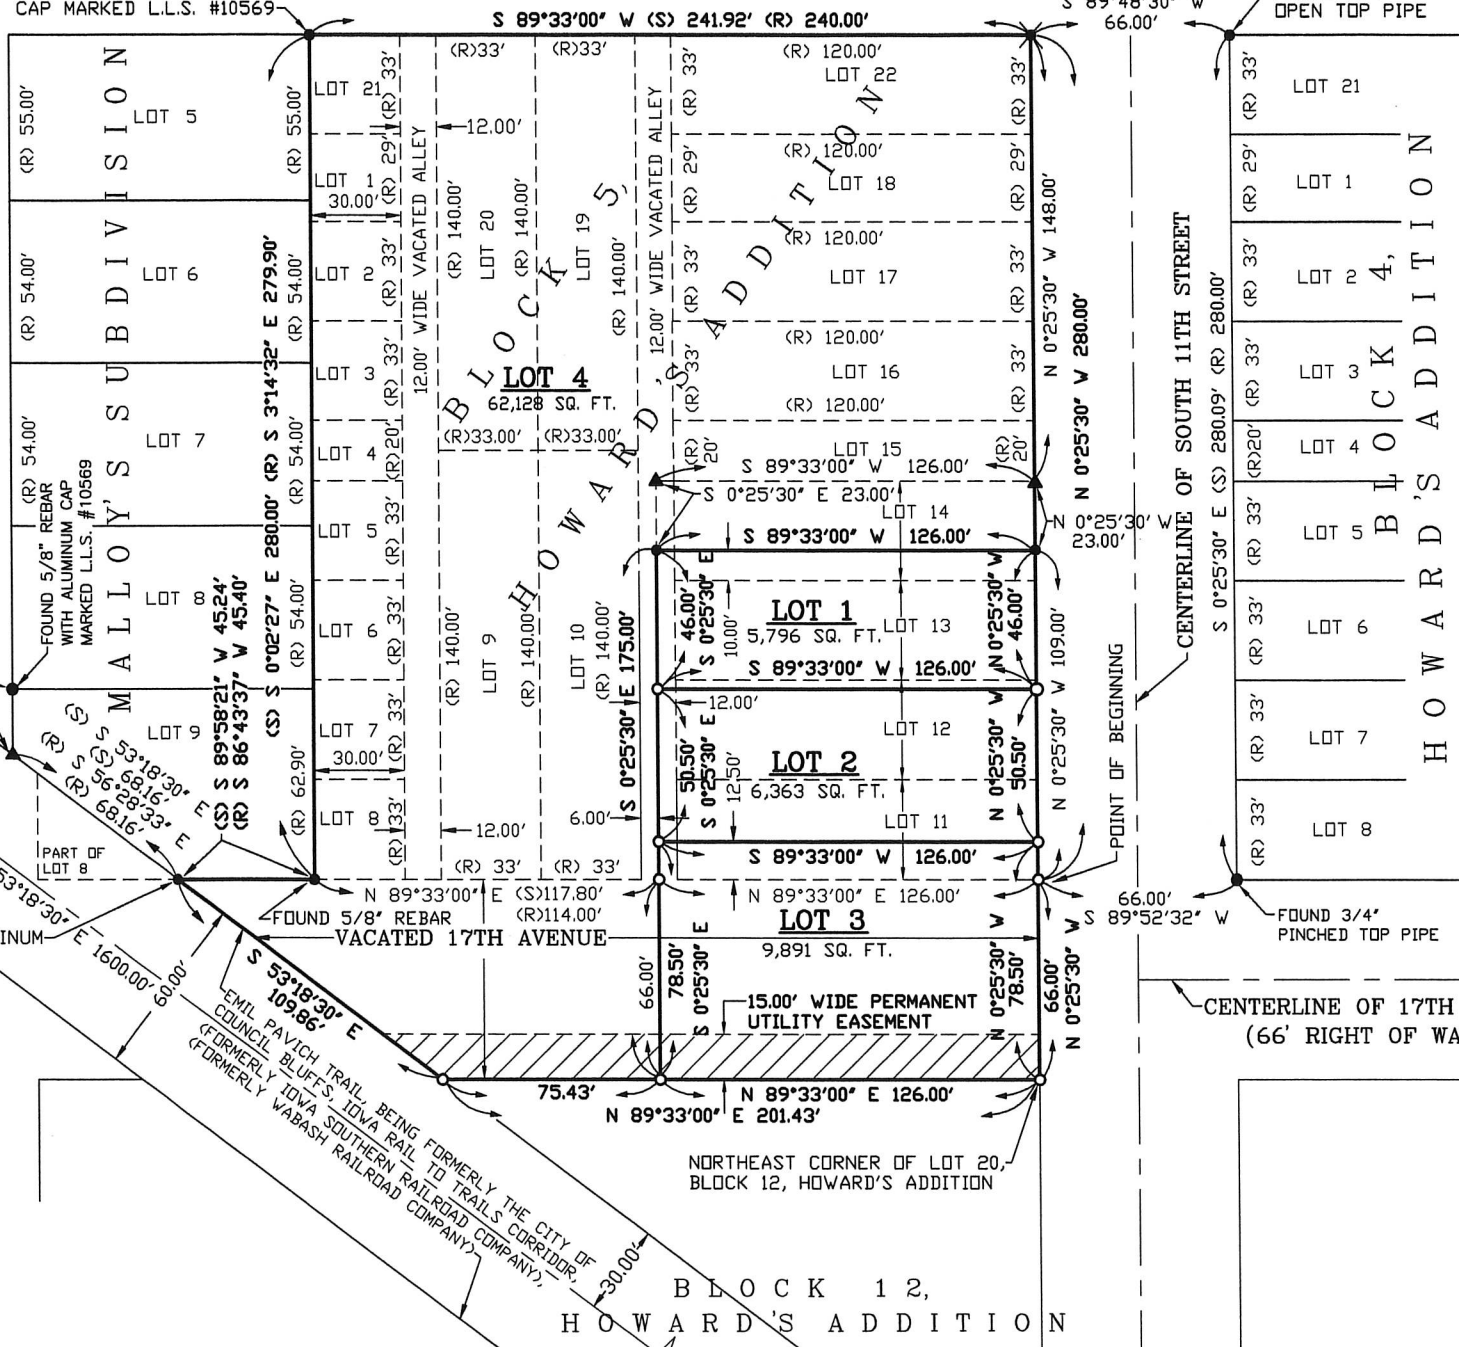 CAP MARKED L.L.S. #10569
S 89°33'00" W (S) 241.92' (R) 240.00'
S 89°48'30" W
66.00'
OPEN TOP PIPE
MALLOY'S SUBDIVISION
(R) 55.00'
LOT 5
(R) 55.00'
(R) 54.00'
LOT 6
(R) 54.00'
(R) 54.00'
LOT 7
(R) 54.00'
LOT 8
(R) 54.00'
LOT 9
(R) 62.90'
PART OF
LOT 8
FOUND 5/8" REBAR
WITH ALUMINUM CAP
MARKED L.L.S. #10569
(S) S 0°02'27" E 280.00' (R) S 3°14'32" E 279.90'
(S) S 89°58'21" W 45.24'
(R) S 86°43'37" W 45.40'
(S) S 53°18'30" E
(S) 68.16'
(R) S 56°28'33" E
(R) 68.16'
LOT 21
(R) 33'
LOT 1
(R) 29'
30.00'
LOT 2
(R) 33'
LOT 3
(R) 33'
LOT 4
(R)20'
LOT 5
(R) 33'
LOT 6
(R) 33'
LOT 7
(R) 33'
30.00'
LOT 8
(R) 33'
12.00' WIDE VACATED ALLEY
(R)33'
(R)33'
12.00'
(R) 140.00'
LOT 20
(R) 140.00'
LOT 19
(R) 140.00'
12.00' WIDE VACATED ALLEY
BLOCK 5,
HOWARD'S ADDITION
LOT 4
62,128 SQ. FT.
(R)33.00'
(R)33.00'
(R) 140.00'
LOT 9
(R) 140.00'
LOT 10
(R) 140.00'
12.00'
(R) 33'
(R) 33'
6.00'
(R) 120.00'
LOT 22
(R) 33'
(R) 33'
(R) 120.00'
LOT 18
(R) 29'
(R) 29'
(R) 120.00'
LOT 17
(R) 33'
(R) 33'
(R) 120.00'
LOT 16
(R) 33'
(R) 33'
(R) 120.00'
LOT 15
(R) 20'
(R) 20'
S 89°33'00" W 126.00'
S 0°25'30" E 23.00'
LOT 14
N 0°25'30" W
23.00'
S 89°33'00" W 126.00'
S 0°25'30" E 175.00'
46.00'
S 0°25'30" E
10.00'
LOT 1
5,796 SQ. FT.
LOT 13
N 0°25'30" W
46.00'
S 89°33'00" W 126.00'
12.00'
50.50'
S 0°25'30" E
12.50'
LOT 12
LOT 2
6,363 SQ. FT.
LOT 11
N 0°25'30" W
50.50'
S 89°33'00" W 126.00'
N 89°33'00" E 126.00'
LOT 3
9,891 SQ. FT.
66.00'
78.50'
S 0°25'30" E
N 0°25'30" W
78.50'
66.00'
N 0°25'30" W
15.00' WIDE PERMANENT
UTILITY EASEMENT
N 0°25'30" W 148.00'
N 0°25'30" W 280.00'
N 0°25'30" W 109.00'
POINT OF BEGINNING
CENTERLINE OF SOUTH 11TH STREET
S 0°25'30" E (S) 280.09' (R) 280.00'
(R) 33'
LOT 21
(R) 29'
LOT 1
(R) 33'
LOT 2
(R) 33'
LOT 3
(R)20'
LOT 4
(R) 33'
LOT 5
(R) 33'
LOT 6
(R) 33'
LOT 7
(R) 33'
LOT 8
BLOCK 4,
HOWARD'S ADDITION
66.00'
S 89°52'32" W
FOUND 3/4"
PINCHED TOP PIPE
CENTERLINE OF 17TH
(66' RIGHT OF WA
N 89°33'00" E (S)117.80'
(R)114.00'
FOUND 5/8" REBAR
INUM
VACATED 17TH AVENUE
53°18'30" E 1600.00'
60.00'
S 53°18'30" E
109.86'
EMIL PAVICH TRAIL, BEING FORMERLY THE CITY OF
COUNCIL BLUFFS, IOWA RAIL TO TRAILS CORRIDOR,
(FORMERLY IOWA SOUTHERN RAILROAD COMPANY),
(FORMERLY WABASH RAILROAD COMPANY)
75.43'
N 89°33'00" E 126.00'
N 89°33'00" E 201.43'
NORTHEAST CORNER OF LOT 20,
BLOCK 12, HOWARD'S ADDITION
30.00'
BLOCK 12,
HOWARD'S ADDITION